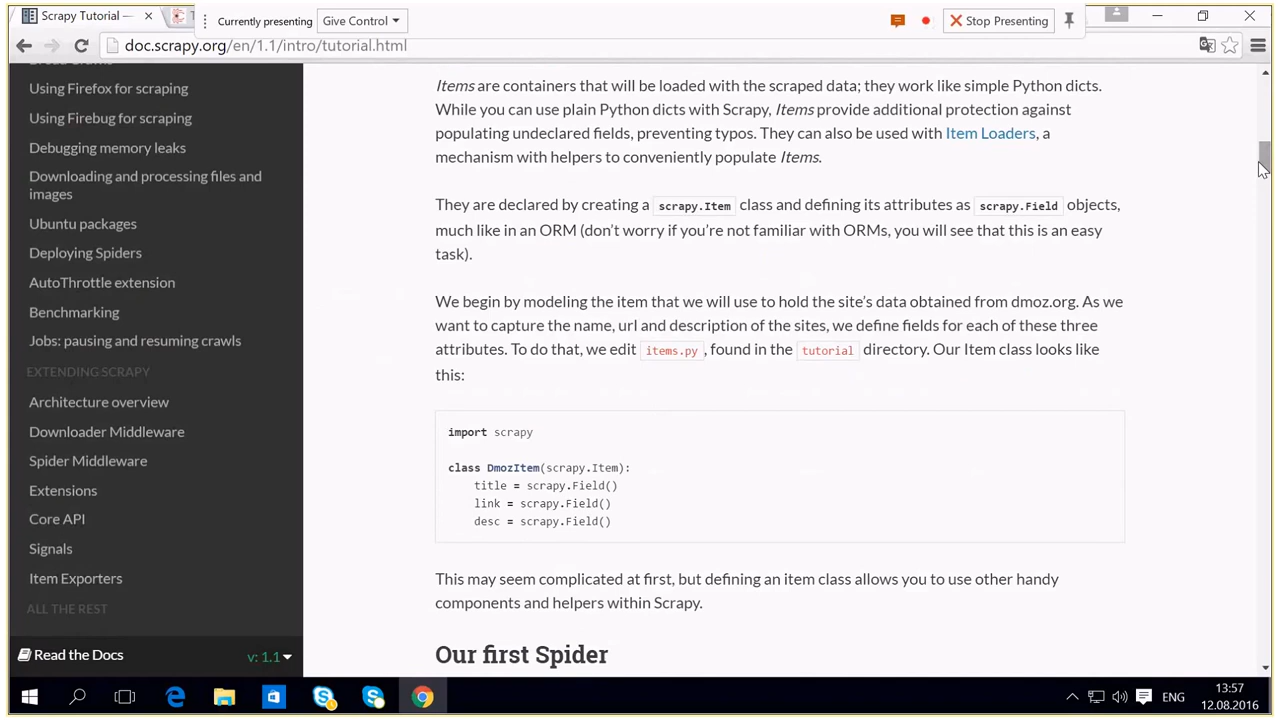 Scrapy Tutorial —
Currently presenting
Give Control
Stop Presenting
doc.scrapy.org/en/1.1/intro/tutorial.html
Using Firefox for scraping
Using Firebug for scraping
Debugging memory leaks
Downloading and processing files and
images
Ubuntu packages
Deploying Spiders
AutoThrottle extension
Benchmarking
Jobs: pausing and resuming crawls
EXTENDING SCRAPY
Architecture overview
Downloader Middleware
Spider Middleware
Extensions
Core API
Signals
Item Exporters
ALL THE REST
Read the Docs
v: 1.1
Items are containers that will be loaded with the scraped data; they work like simple Python dicts.
While you can use plain Python dicts with Scrapy, Items provide additional protection against
populating undeclared fields, preventing typos. They can also be used with Item Loaders, a
mechanism with helpers to conveniently populate Items.
They are declared by creating a scrapy.Item class and defining its attributes as scrapy.Field objects,
much like in an ORM (don’t worry if you’re not familiar with ORMs, you will see that this is an easy
task).
We begin by modeling the item that we will use to hold the site’s data obtained from dmoz.org. As we
want to capture the name, url and description of the sites, we define fields for each of these three
attributes. To do that, we edit items.py, found in the tutorial directory. Our Item class looks like
this:
import scrapy
class DmozItem(scrapy.Item):
title = scrapy.Field()
link = scrapy.Field()
desc = scrapy.Field()
This may seem complicated at first, but defining an item class allows you to use other handy
components and helpers within Scrapy.
Our first Spider
ENG
13:57
12.08.2016